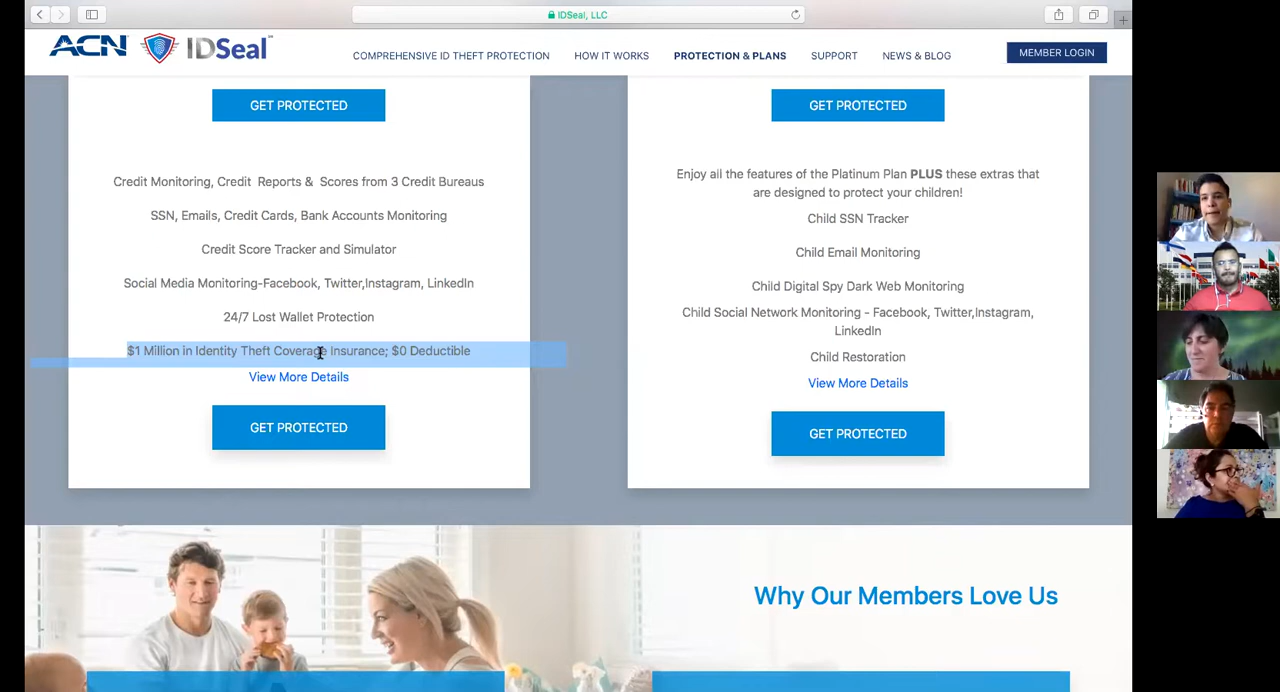 IDSeal, LLC
ACN IDSeal™
COMPREHENSIVE ID THEFT PROTECTION
HOW IT WORKS
PROTECTION & PLANS
SUPPORT
NEWS & BLOG
MEMBER LOGIN
GET PROTECTED
Credit Monitoring, Credit Reports & Scores from 3 Credit Bureaus
SSN, Emails, Credit Cards, Bank Accounts Monitoring
Credit Score Tracker and Simulator
Social Media Monitoring-Facebook, Twitter,Instagram, LinkedIn
24/7 Lost Wallet Protection
$1 Million in Identity Theft Coverage Insurance; $0 Deductible
View More Details
GET PROTECTED
GET PROTECTED
Enjoy all the features of the Platinum Plan PLUS these extras that
are designed to protect your children!
Child SSN Tracker
Child Email Monitoring
Child Digital Spy Dark Web Monitoring
Child Social Network Monitoring - Facebook, Twitter,Instagram,
LinkedIn
Child Restoration
View More Details
GET PROTECTED
Why Our Members Love Us